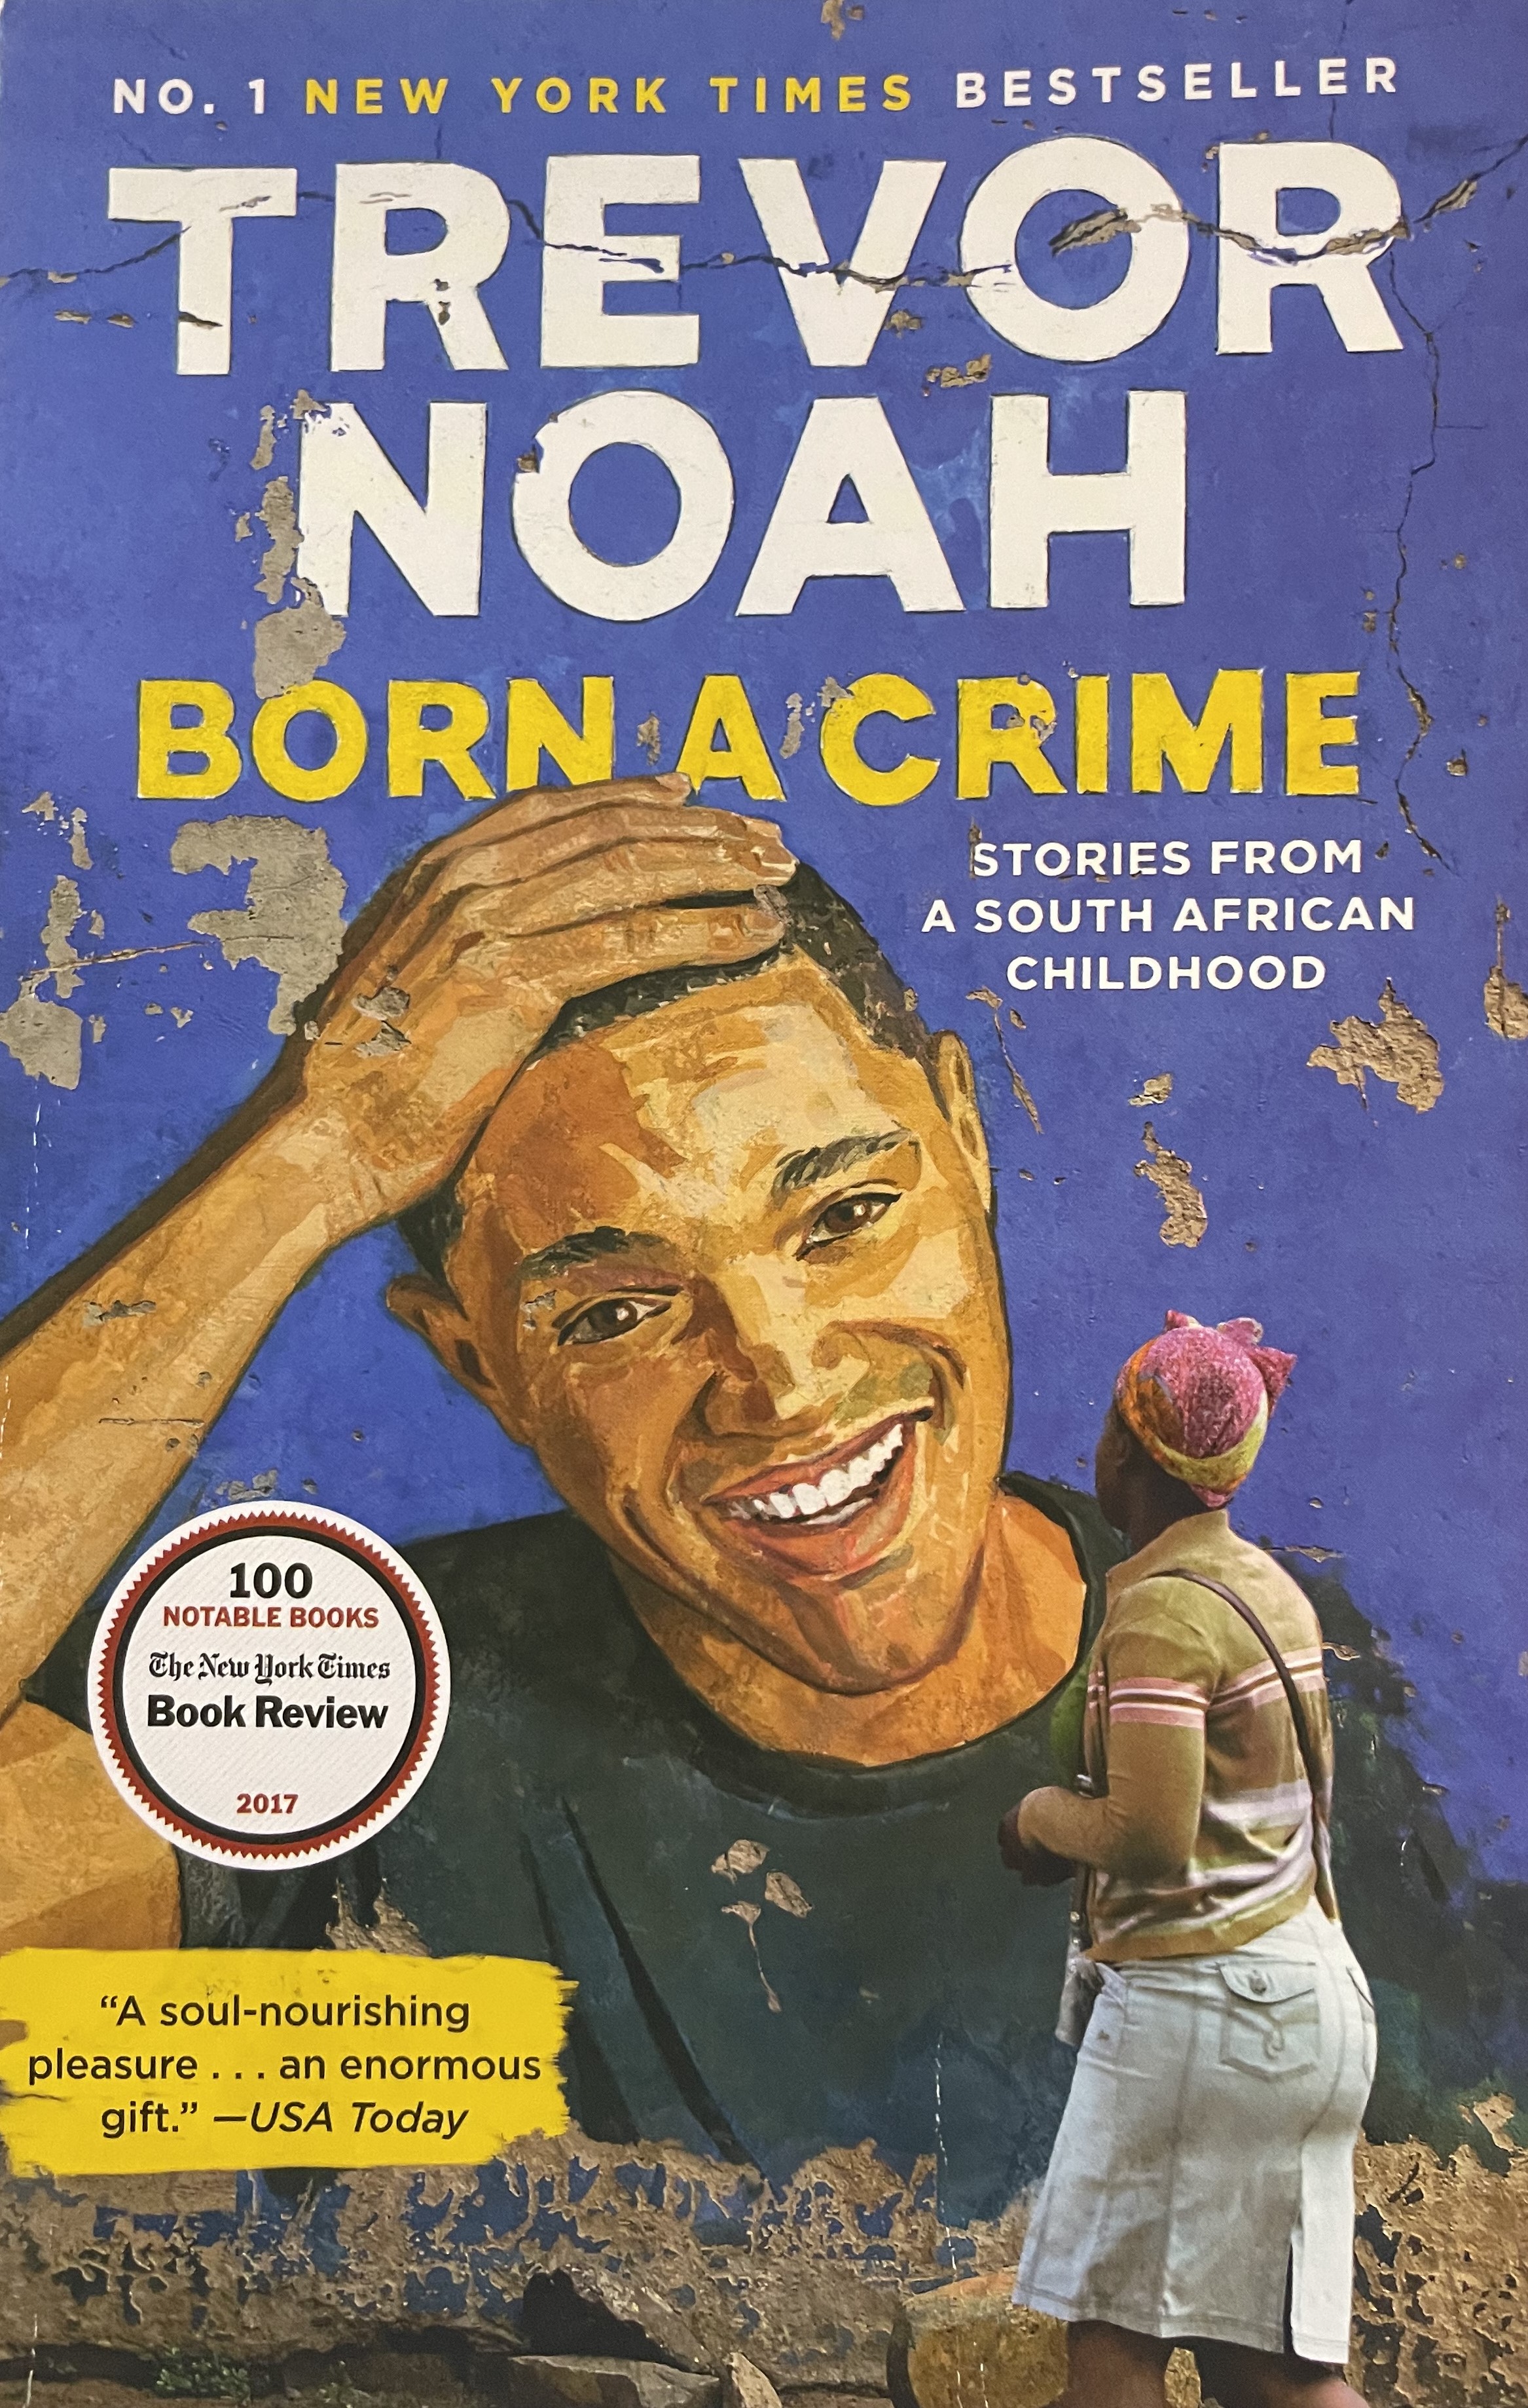 NO. 1 NEW YORK TIMES BESTSELLER
TREVOR
NOAH
BORN A CRIME
STORIES FROM
A SOUTH AFRICAN
CHILDHOOD
100
NOTABLE BOOKS
The New York Times
Book Review
2017
“A soul-nourishing
pleasure . . . an enormous
gift.” —USA Today